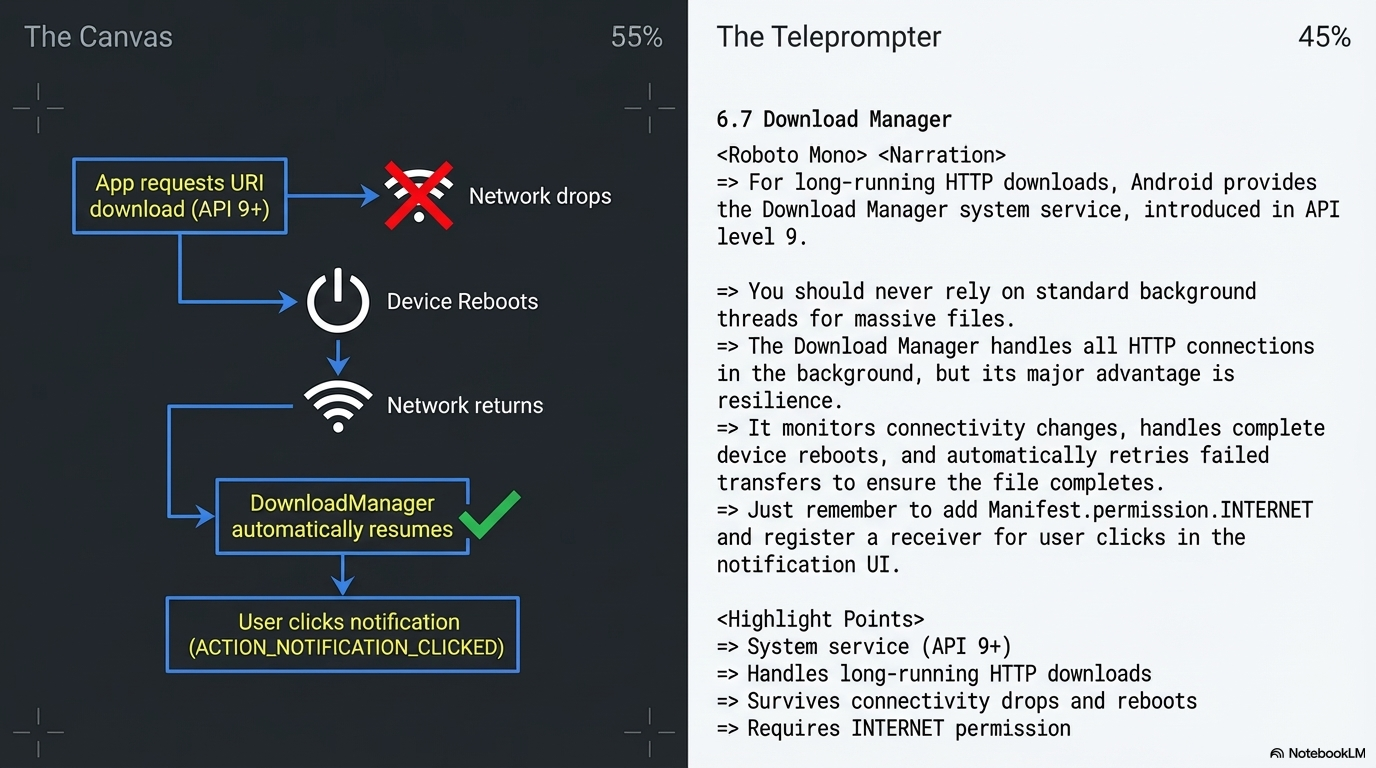 The Canvas
55%
App requests URI
download (API 9+)
Network drops
Device Reboots
Network returns
DownloadManager
automatically resumes
User clicks notification
(ACTION_NOTIFICATION_CLICKED)
The Teleprompter
45%
6.7 Download Manager
<Roboto Mono> <Narration>
=> For long-running HTTP downloads, Android provides
the Download Manager system service, introduced in API
level 9.
=> You should never rely on standard background
threads for massive files.
=> The Download Manager handles all HTTP connections
in the background, but its major advantage is
resilience.
=> It monitors connectivity changes, handles complete
device reboots, and automatically retries failed
transfers to ensure the file completes.
=> Just remember to add Manifest.permission.INTERNET
and register a receiver for user clicks in the
notification UI.
<Highlight Points>
=> System service (API 9+)
=> Handles long-running HTTP downloads
=> Survives connectivity drops and reboots
=> Requires INTERNET permission
NotebookLM